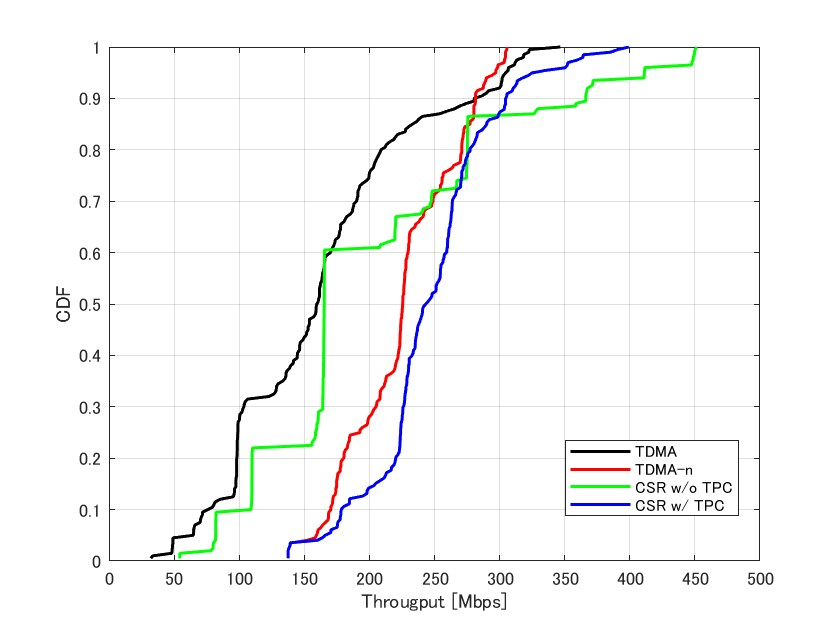 1
0.9
0.8
0.7
0.6
0.5
0.4
0.3
0.2
0.1
0
CDF
TDMA
TDMA-n
CSR w/o TPC
CSR w/ TPC
0 50 100 150 200 250 300 350 400 450 500
Througput [Mbps]